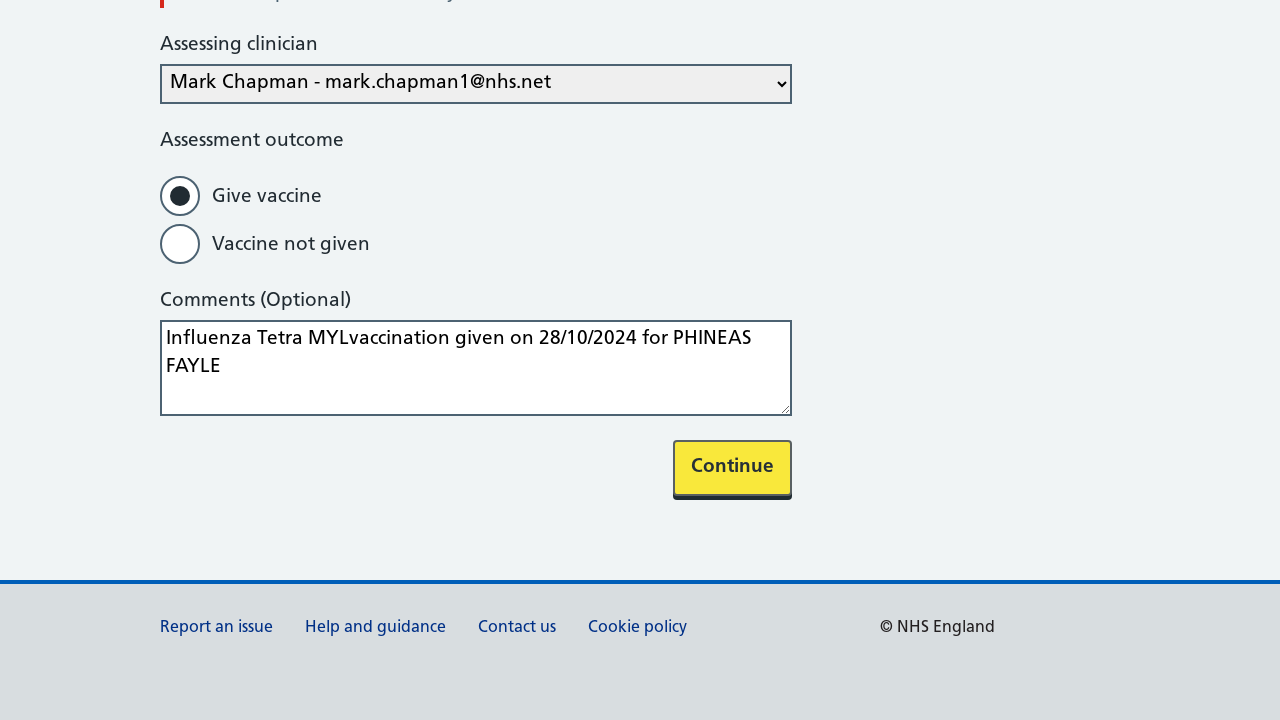 Assessing clinician
Mark Chapman - mark.chapman1@nhs.net
Assessment outcome
Give vaccine
Vaccine not given
Comments (Optional)
Influenza Tetra MYLvaccination given on 28/10/2024 for PHINEAS
FAYLE
Continue
Report an issue
Help and guidance
Contact us
Cookie policy
© NHS England